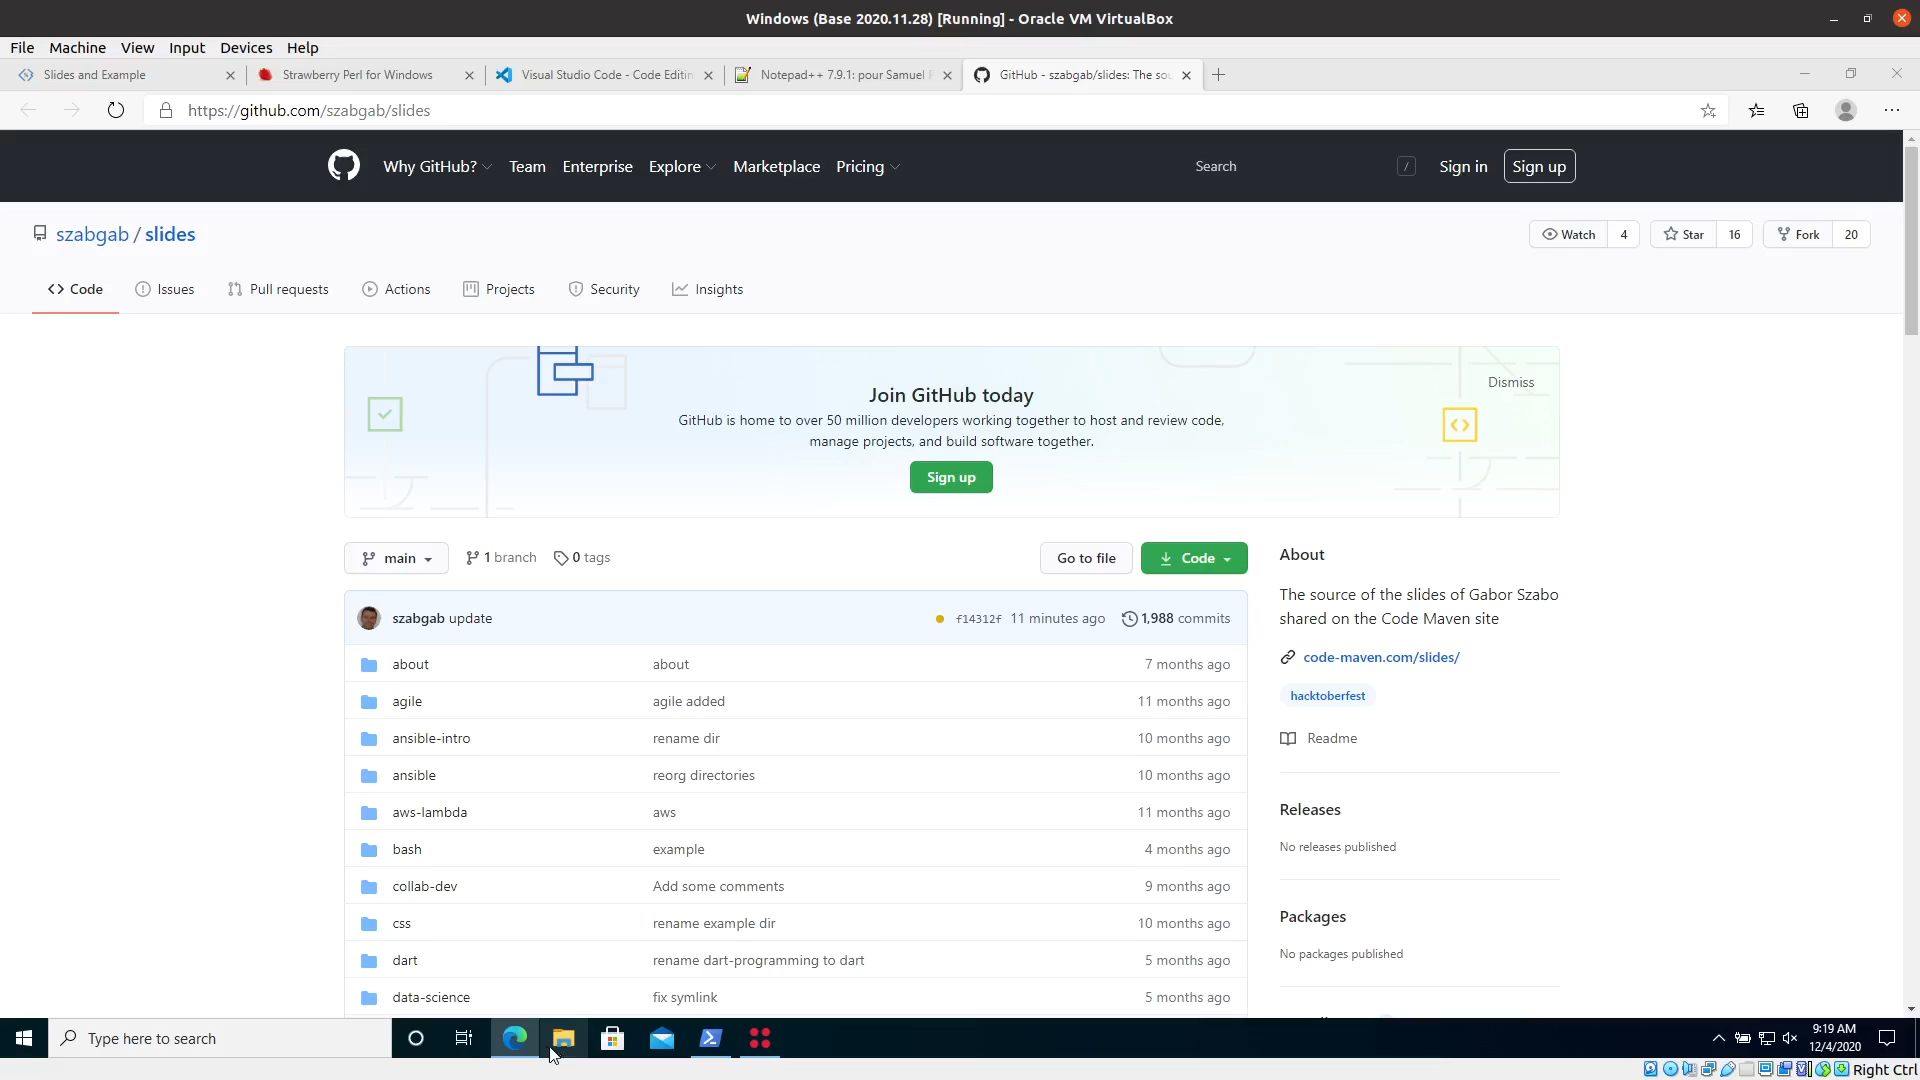 Windows (Base 2020.11.28) [Running] - Oracle VM VirtualBox
File Machine View Input Devices Help
Slides and Example
Strawberry Perl for Windows
Visual Studio Code - Code Editin
Notepad++ 7.9.1: pour Samuel
GitHub - szabgab/slides: The sou
https://github.com/szabgab/slides
Why GitHub? Team Enterprise Explore Marketplace Pricing
Search /
Sign in Sign up
szabgab / slides
Watch 4 Star 16 Fork 20
Code Issues Pull requests Actions Projects Security Insights
Join GitHub today
Dismiss
GitHub is home to over 50 million developers working together to host and review code,
manage projects, and build software together.
Sign up
main 1 branch 0 tags Go to file Code
szabgab update f14312f 11 minutes ago 1,988 commits
about about 7 months ago
agile agile added 11 months ago
ansible-intro rename dir 10 months ago
ansible reorg directories 10 months ago
aws-lambda aws 11 months ago
bash example 4 months ago
collab-dev Add some comments 9 months ago
css rename example dir 10 months ago
dart rename dart-programming to dart 5 months ago
data-science fix symlink 5 months ago
About
The source of the slides of Gabor Szabo
shared on the Code Maven site
code-maven.com/slides/
hacktoberfest
Readme
Releases
No releases published
Packages
No packages published
Type here to search
9:19 AM
12/4/2020
Right Ctrl